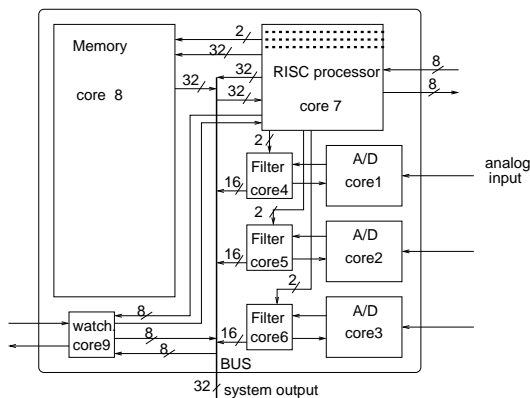 Memory
core 8
2
32
32
32
32
RISC processor
core 7
8
8
2
Filter
core4
16
A/D
core1
analog
input
2
Filter
core5
16
A/D
core2
2
Filter
core6
16
A/D
core3
watch.
core9
8
8
8
BUS
32
system output